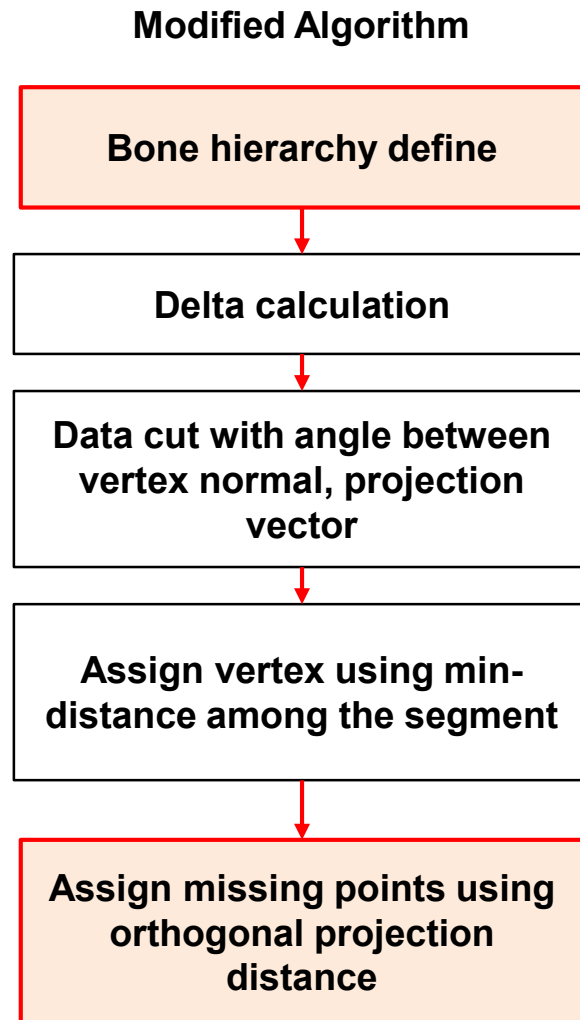 Modified Algorithm
Bone hierarchy define
Delta calculation
Data cut with angle between
vertex normal, projection
vector
Assign vertex using min-
distance among the segment
Assign missing points using
orthogonal projection
distance